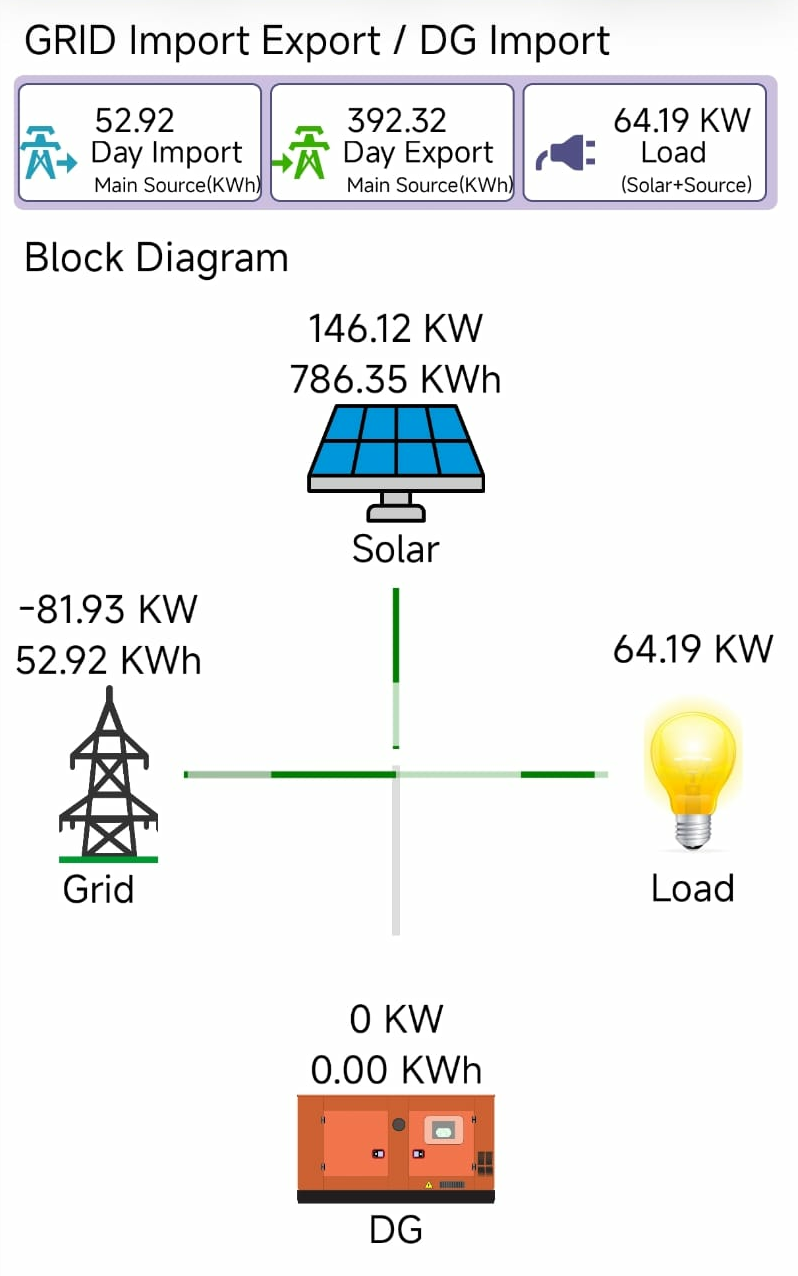 GRID Import Export / DG Import
52.92
Day Import
Main Source(KWh)
392.32
Day Export
Main Source(KWh)
64.19 KW
Load
(Solar+Source)
Block Diagram
146.12 KW
786.35 KWh
Solar
-81.93 KW
52.92 KWh
Grid
64.19 KW
Load
0 KW
0.00 KWh
DG